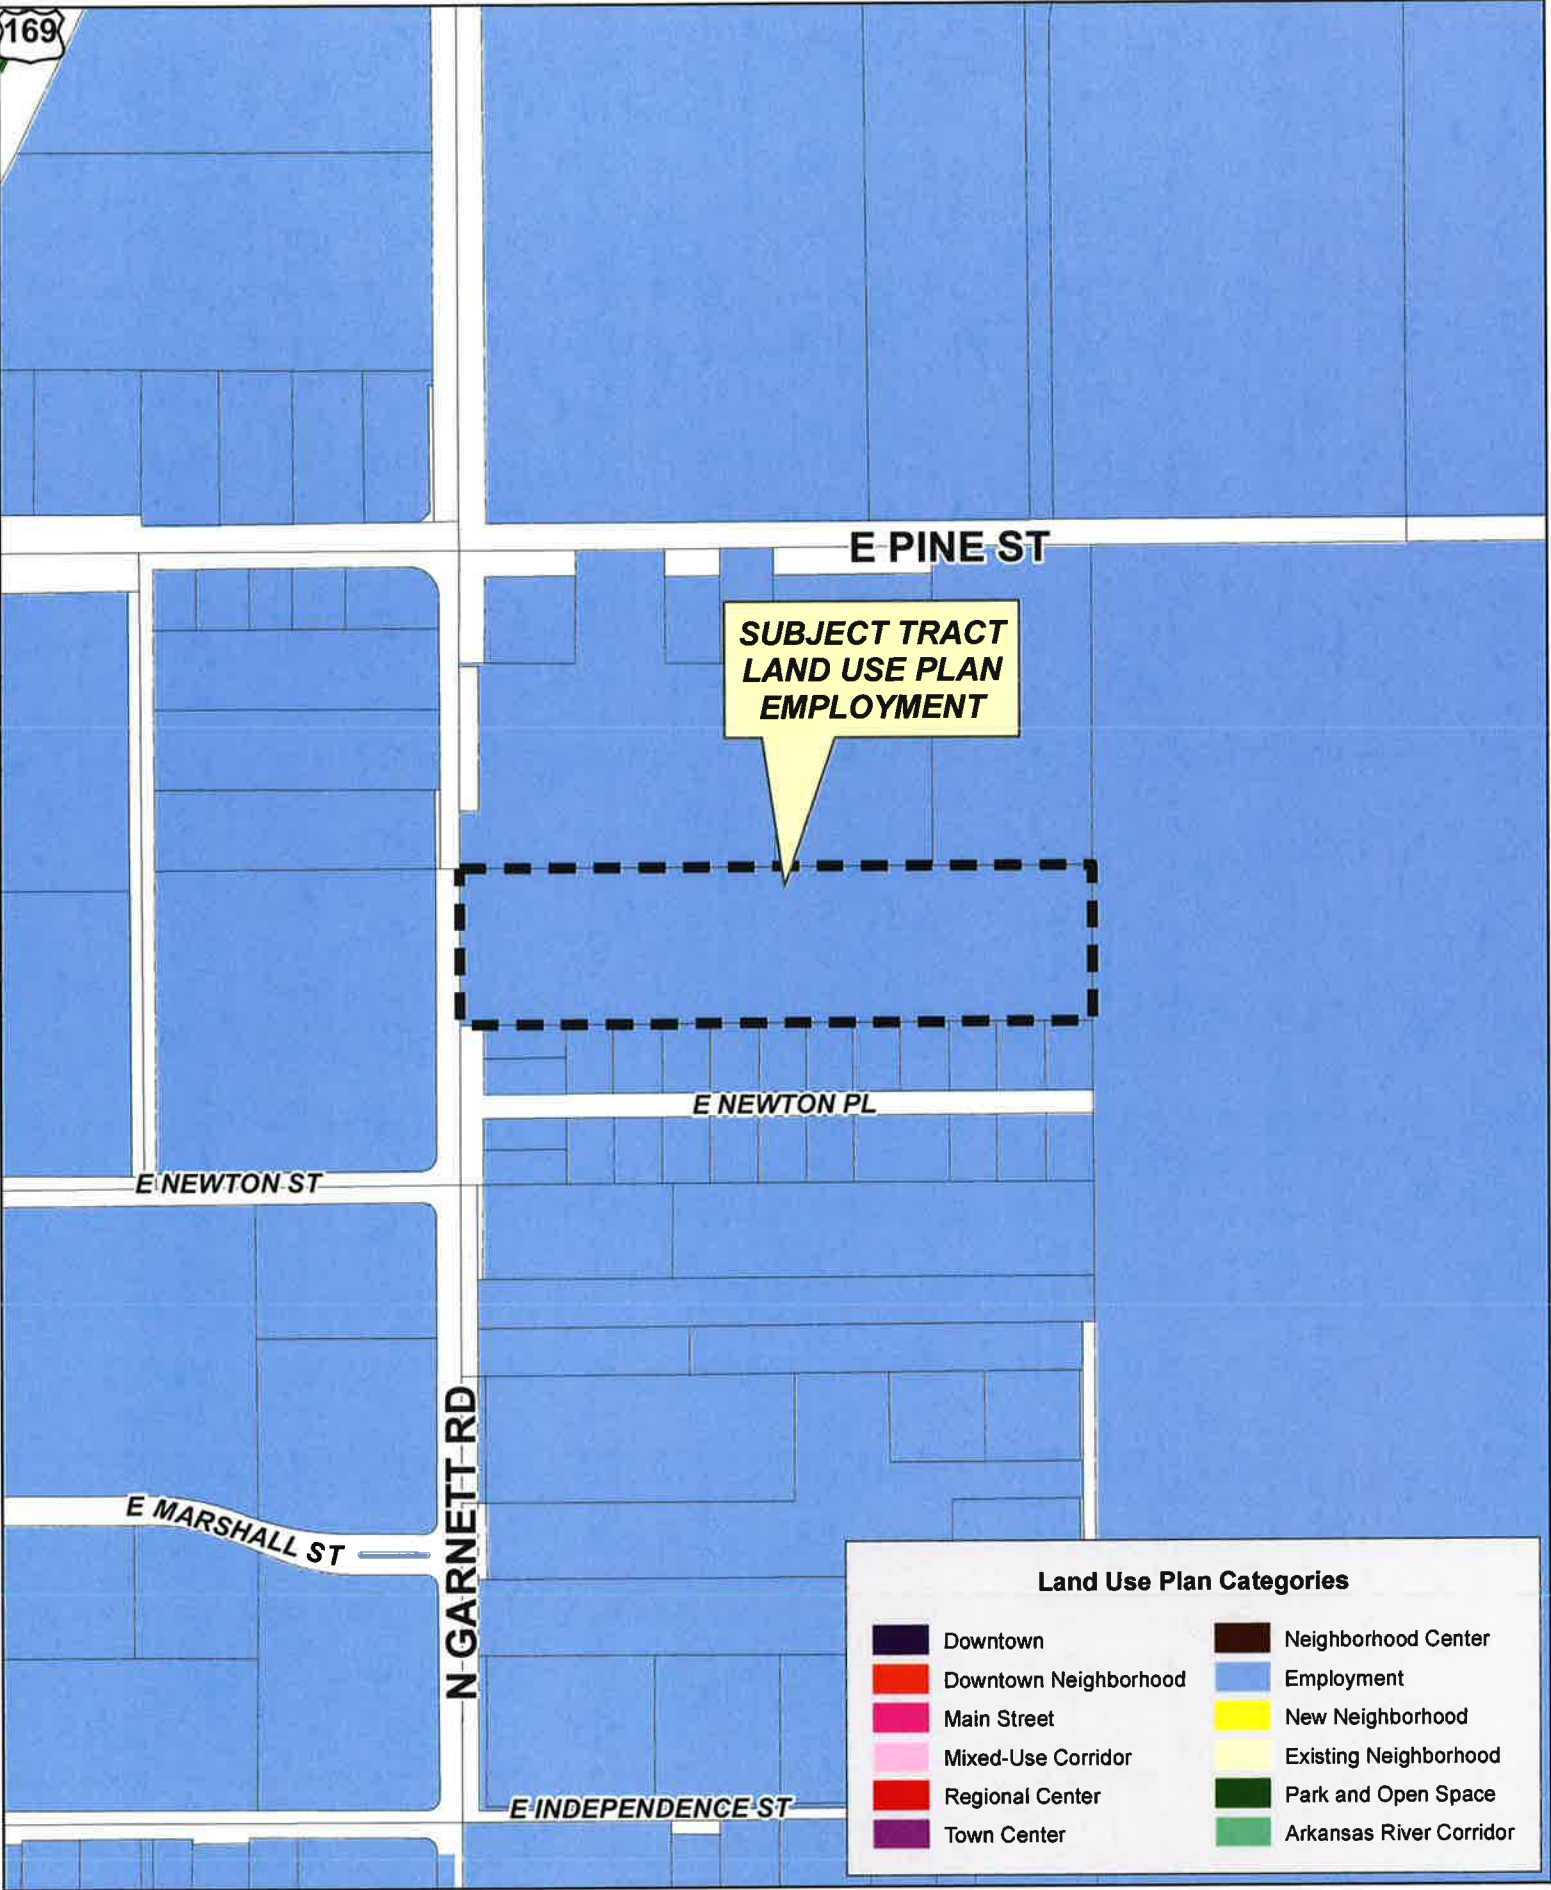 169
E PINE ST
SUBJECT TRACT
LAND USE PLAN
EMPLOYMENT
E NEWTON PL
E NEWTON ST
N GARNETT RD
E MARSHALL ST
E INDEPENDENCE ST
Land Use Plan Categories
Downtown
Downtown Neighborhood
Main Street
Mixed-Use Corridor
Regional Center
Town Center
Neighborhood Center
Employment
New Neighborhood
Existing Neighborhood
Park and Open Space
Arkansas River Corridor